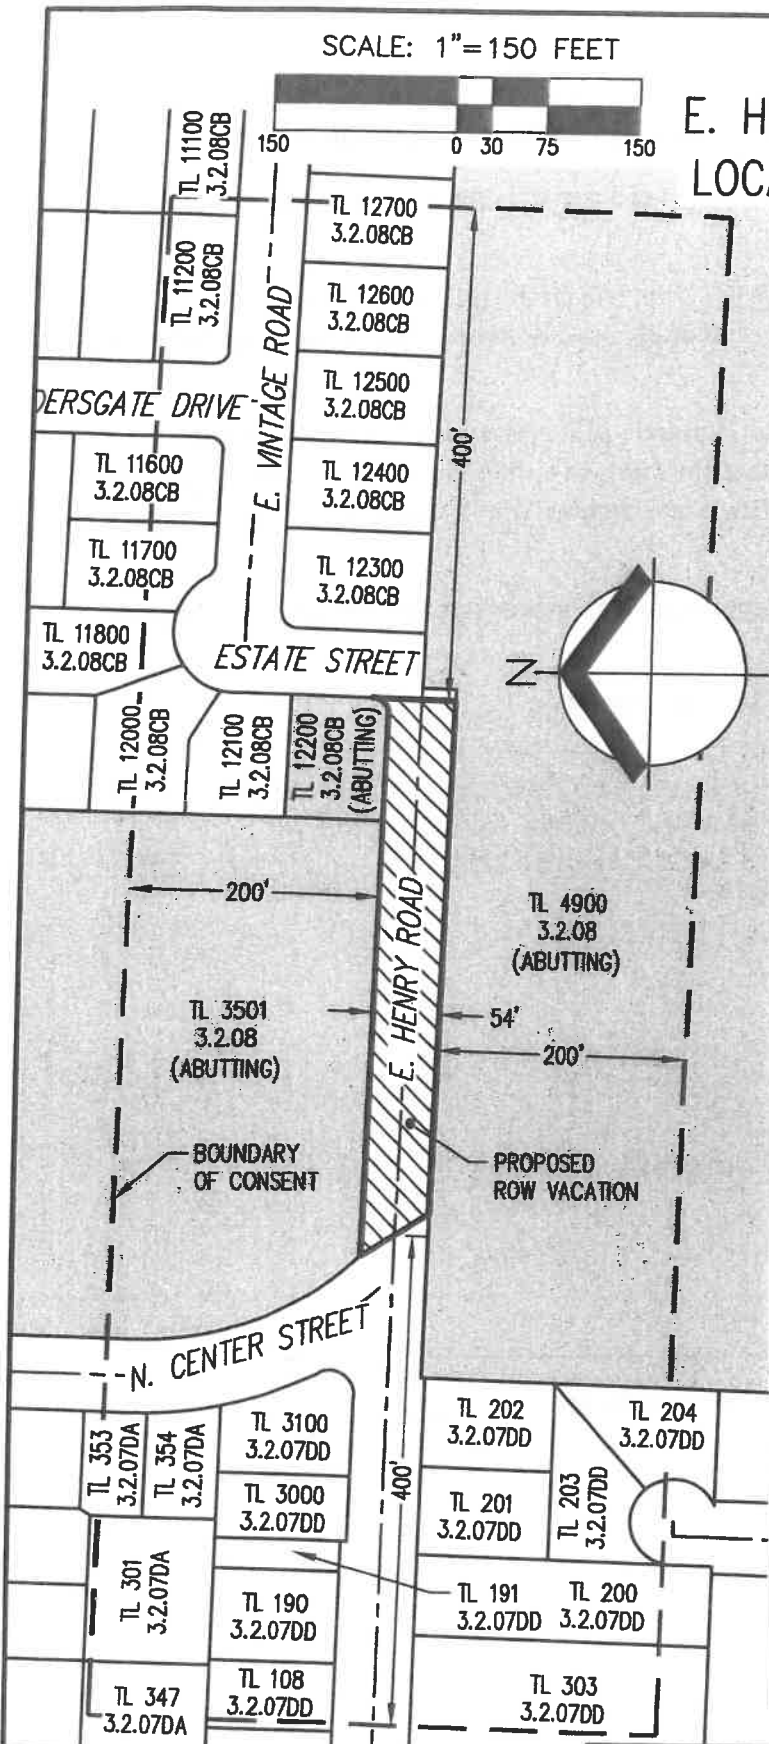 SCALE: 1"=150 FEET
150 0 30 75 150
E. H
LOCA
TL 11100
3.2.08CB
TL 12700
3.2.08CB
TL 11200
3.2.08CB
TL 12600
3.2.08CB
E. VINTAGE ROAD
TL 12500
3.2.08CB
DERSGATE DRIVE
400'
TL 11600
3.2.08CB
TL 12400
3.2.08CB
TL 11700
3.2.08CB
TL 12300
3.2.08CB
TL 11800
3.2.08CB
ESTATE STREET
N
TL 12000
3.2.08CB
TL 12100
3.2.08CB
TL 12200
3.2.08CB
(ABUTTING)
200'
TL 4900
3.2.08
(ABUTTING)
E. HENRY ROAD
TL 3501
3.2.08
(ABUTTING)
54'
200'
BOUNDARY
OF CONSENT
PROPOSED
ROW VACATION
N. CENTER STREET
TL 353
3.2.07DA
TL 354
3.2.07DA
TL 3100
3.2.07DD
TL 202
3.2.07DD
TL 204
3.2.07DD
TL 3000
3.2.07DD
400'
TL 201
3.2.07DD
TL 203
3.2.07DD
TL 301
3.2.07DA
TL 190
3.2.07DD
TL 191
3.2.07DD
TL 200
3.2.07DD
TL 347
3.2.07DA
TL 108
3.2.07DD
TL 303
3.2.07DD